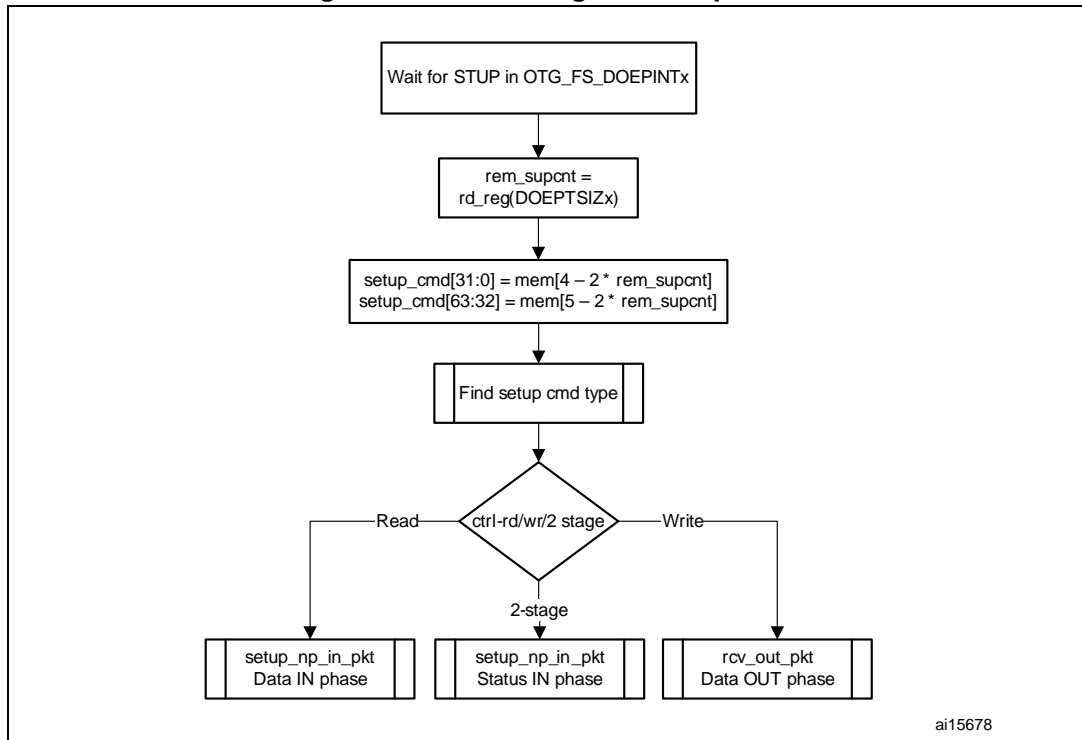 Wait for STUP in OTG_FS_DOEPINTx
rem_supcnt =
rd_reg(DOEPTSIZx)
setup_cmd[31:0] = mem[4 – 2 * rem_supcnt]
setup_cmd[63:32] = mem[5 – 2 * rem_supcnt]
Find setup cmd type
Read
ctrl-rd/wr/2 stage
Write
2-stage
setup_np_in_pkt
Data IN phase
setup_np_in_pkt
Status IN phase
rcv_out_pkt
Data OUT phase
ai15678